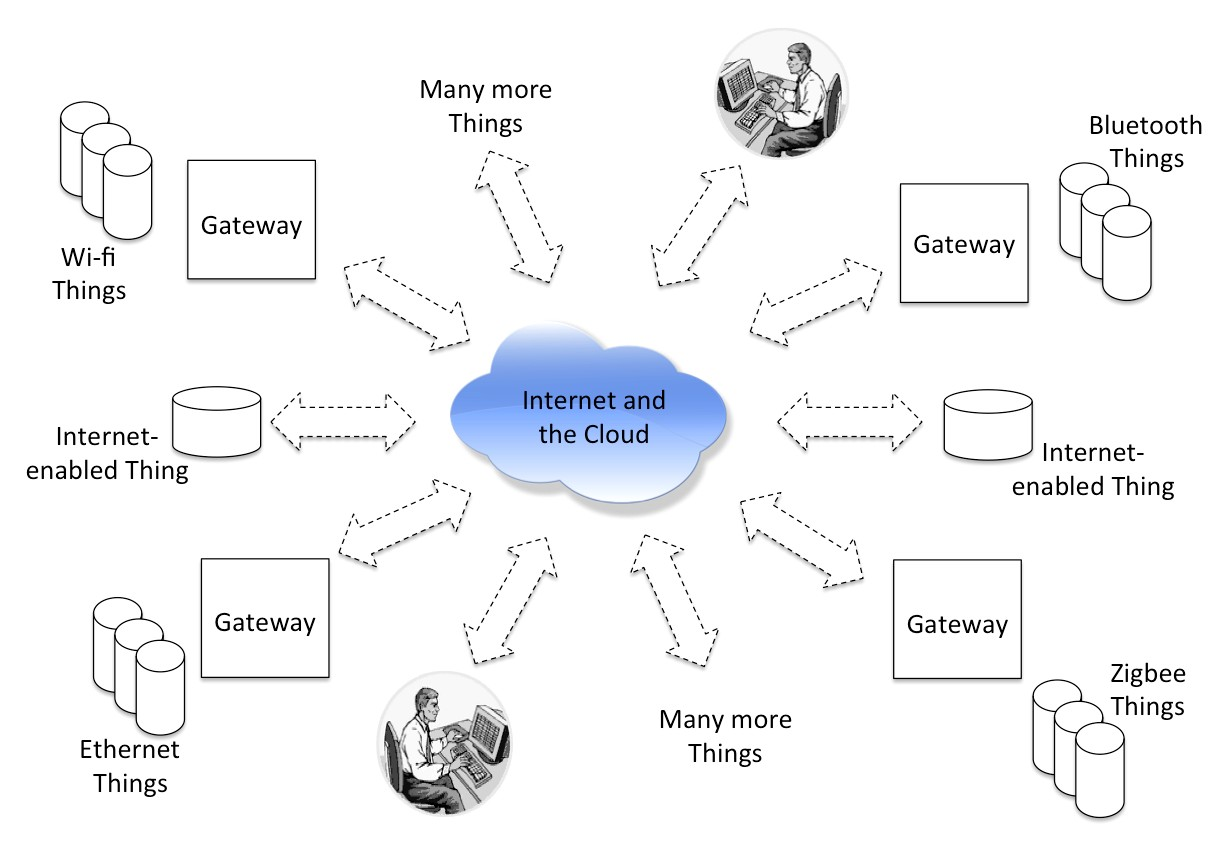 Many more
Things
Bluetooth
Things
Gateway
Wi-fi
Things
Gateway
Internet and
the Cloud
Internet-
enabled Thing
Internet-
enabled Thing
Gateway
Ethernet
Things
Gateway
Zigbee
Things
Many more
Things